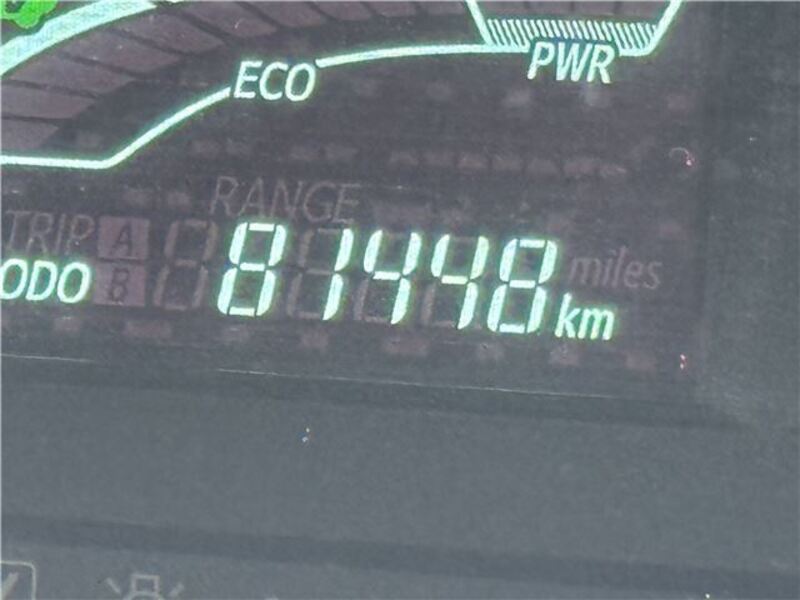 ECO
PWR
RANGE
TRIP A
miles
ODO B 81448 km